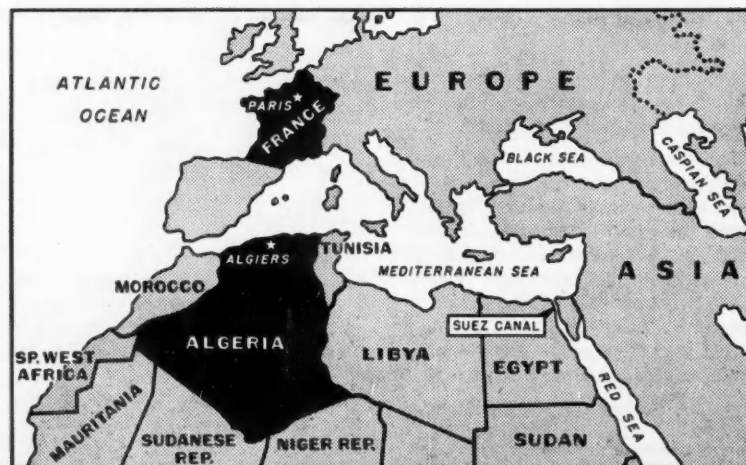 ATLANTIC
OCEAN
EUROPE
PARIS
FRANCE
BLACK SEA
CASPIAN SEA
ALGIERS
TUNISIA
MEDITERRANEAN SEA
ASIA
MOROCCO
SUEZ CANAL
ALGERIA
LIBYA
EGYPT
SP. WEST
AFRICA
RED SEA
MAURITANIA
SUDANESE
REP.
NIGER REP.
SUDAN